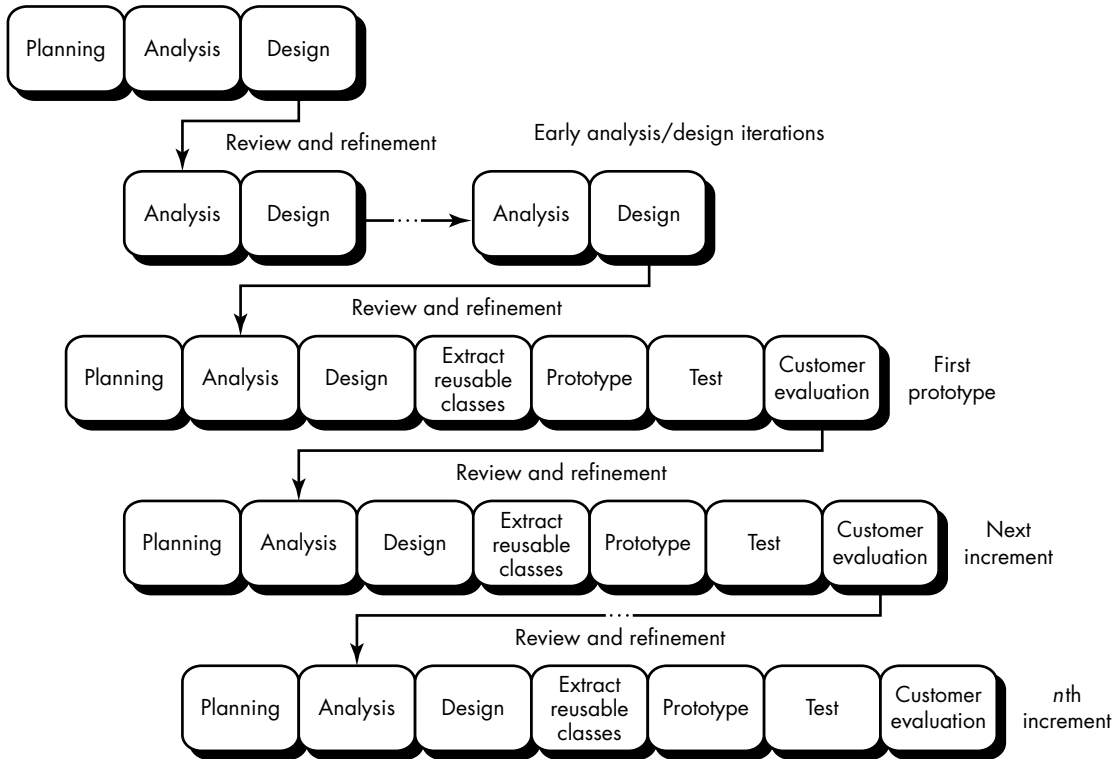 Planning
Analysis
Design
Review and refinement
Early analysis/design iterations
Analysis
Design
...
Analysis
Design
Review and refinement
Planning
Analysis
Design
Extract
reusable
classes
Prototype
Test
Customer
evaluation
First
prototype
Review and refinement
Planning
Analysis
Design
Extract
reusable
classes
Prototype
Test
Customer
evaluation
Next
increment
...
Review and refinement
Planning
Analysis
Design
Extract
reusable
classes
Prototype
Test
Customer
evaluation
nth
increment